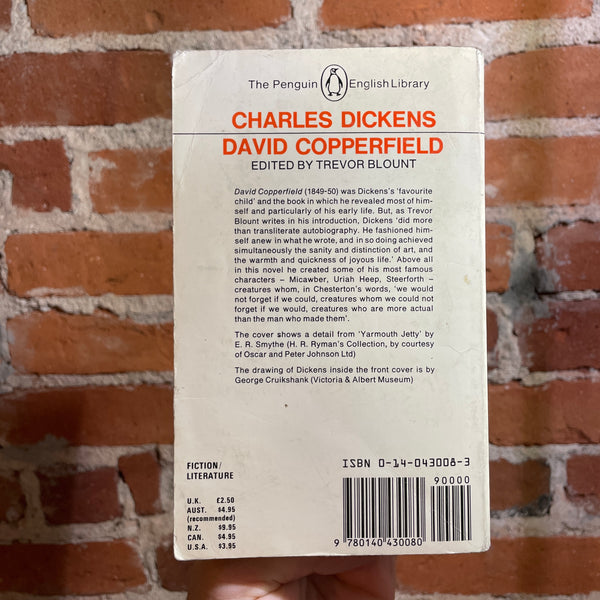 The Penguin English Library
CHARLES DICKENS
DAVID COPPERFIELD
EDITED BY TREVOR BLOUNT
David Copperfield (1849-50) was Dickens's 'favourite
child' and the book in which he revealed most of him-
self and particularly of his early life. But, as Trevor
Blount writes in his introduction, Dickens 'did more
than transliterate autobiography. He fashioned him-
self anew in what he wrote, and in so doing achieved
simultaneously the sanity and distinction of art, and
the warmth and quickness of joyous life.' Above all
in this novel he created some of his most famous
characters – Micawber, Uriah Heep, Steerforth –
creatures whom, in Chesterton's words, 'we would
not forget if we could, creatures whom we could not
forget if we would, creatures who are more actual
than the man who made them'.
The cover shows a detail from 'Yarmouth Jetty' by
E. R. Smythe (H. R. Ryman's Collection, by courtesy
of Oscar and Peter Johnson Ltd)
The drawing of Dickens inside the front cover is by
George Cruikshank (Victoria & Albert Museum)
FICTION/
LITERATURE
ISBN 0-14-043008-3
90000
U.K. £2.50
AUST. $4.95
(recommended)
N.Z. $9.95
CAN. $4.95
U.S.A. $3.95
9 780140 430080